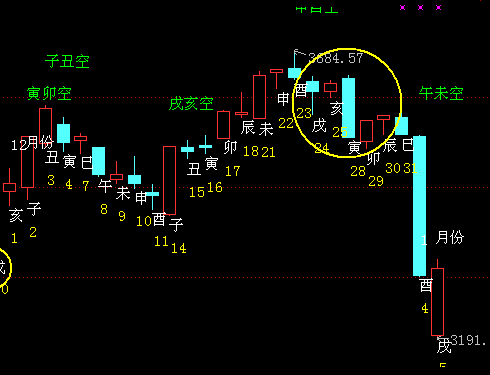 3684.57
子丑空
寅卯空
戌亥空
午未空
12月份
亥
1
子
2
丑
3
寅
4
巳
7
午
8
未
9
申
10
酉
11
子
14
丑
15
寅
16
卯
17
辰
18
未
21
申
22
酉
23
戌
24
亥
25
寅
28
卯
29
辰
30
巳
31
1月份
酉
4
戌
5
3191.
戌
0